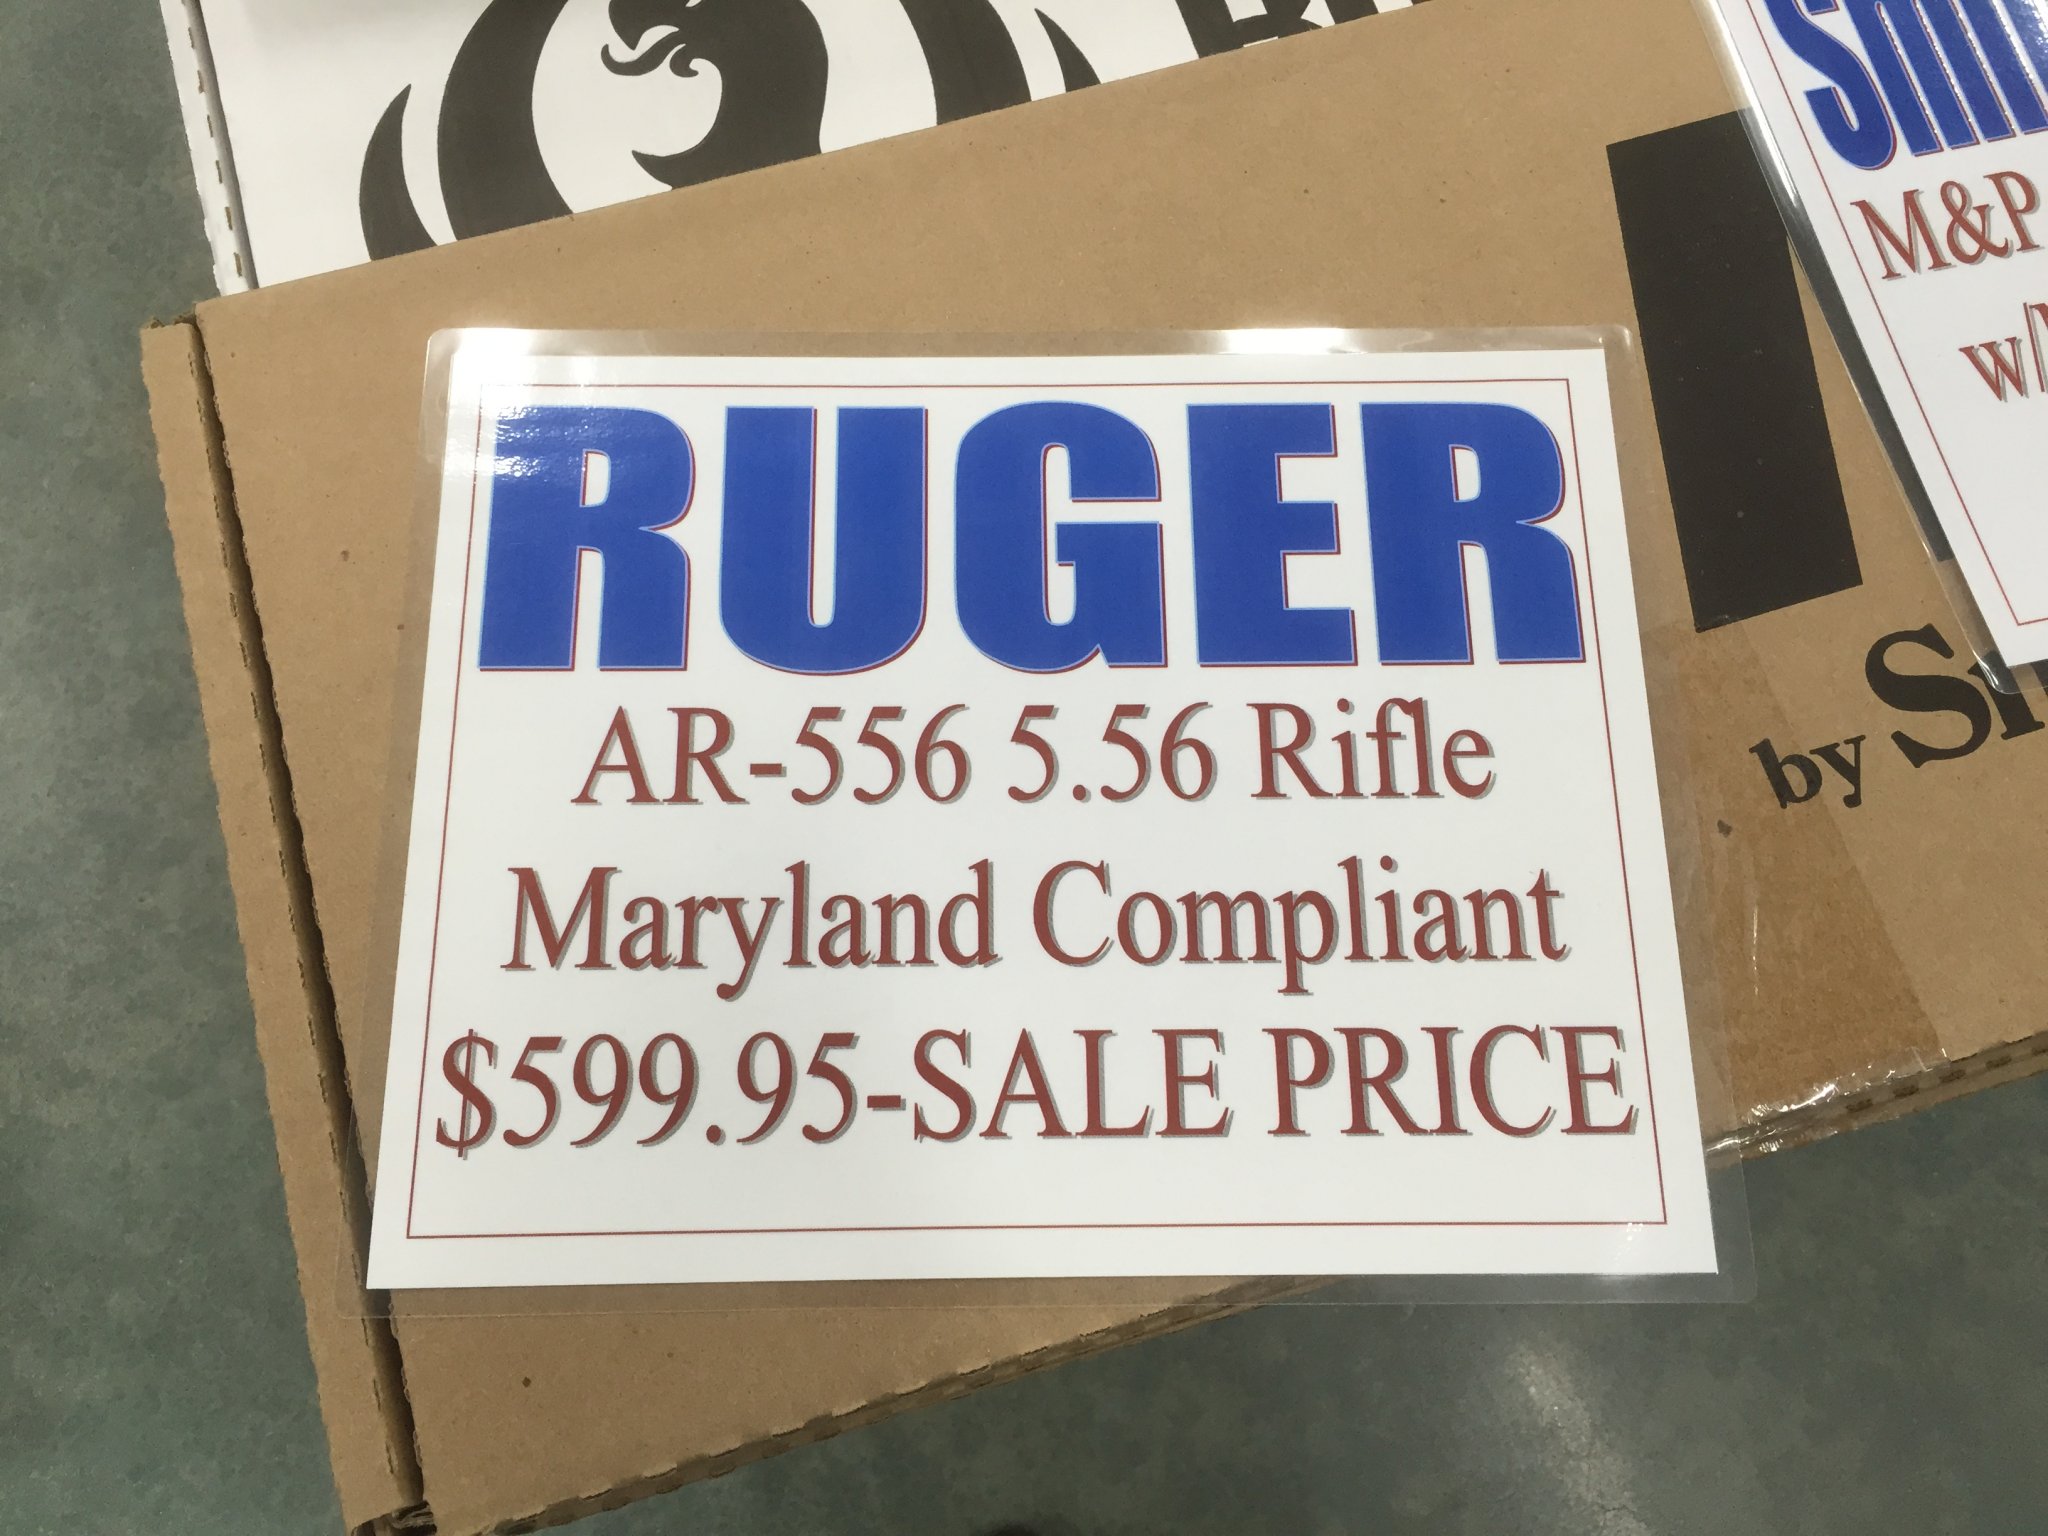 RUGER
AR-556 5.56 Rifle
Maryland Compliant
$599.95-SALE PRICE
M&P
w/
by